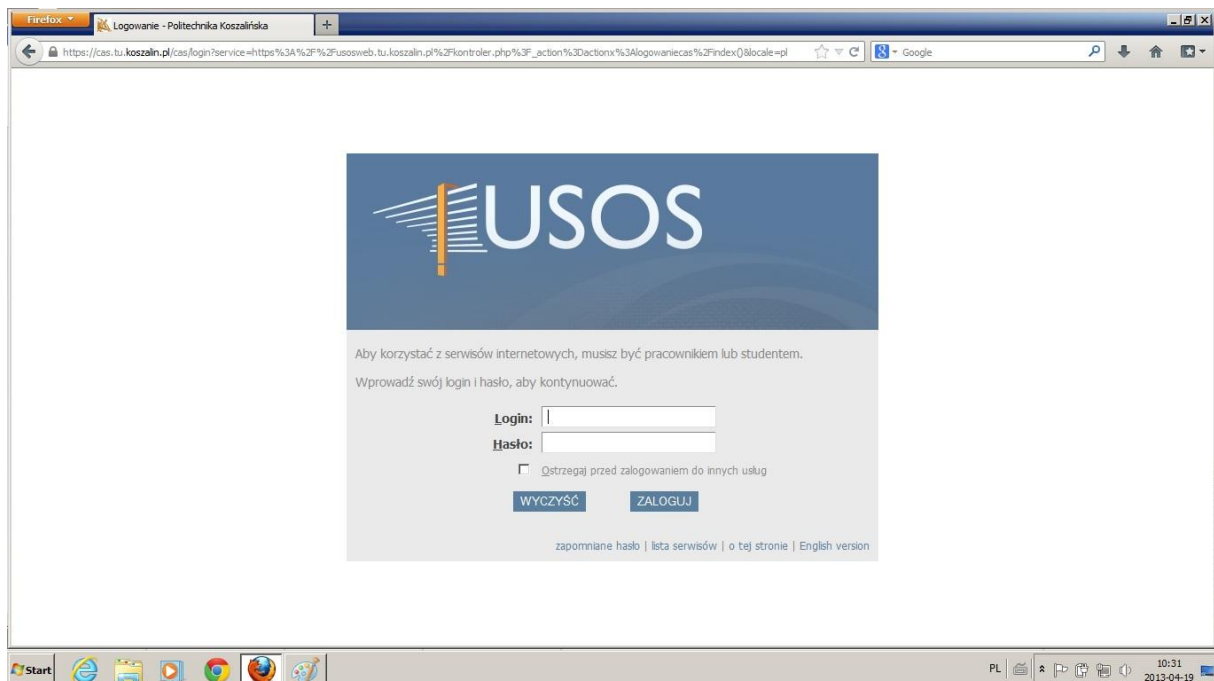 Firefox
Logowanie - Politechnika Koszalińska
https://cas.tu.koszalin.pl/cas/login?service=https%3A%2F%2Fusosweb.tu.koszalin.pl%2Fkontroler.php%3F_action%3Dactionx%3Alogowaniecas%2Findex()&locale=pl
Google
USOS
Aby korzystać z serwisów internetowych, musisz być pracownikiem lub studentem.
Wprowadź swój login i hasło, aby kontynuować.
Login:
Hasło:
Ostrzegaj przed zalogowaniem do innych usług
WYCZYŚĆ ZALOGUJ
zapomniane hasło | lista serwisów | o tej stronie | English version
Start
PL
10:31
2013-04-19